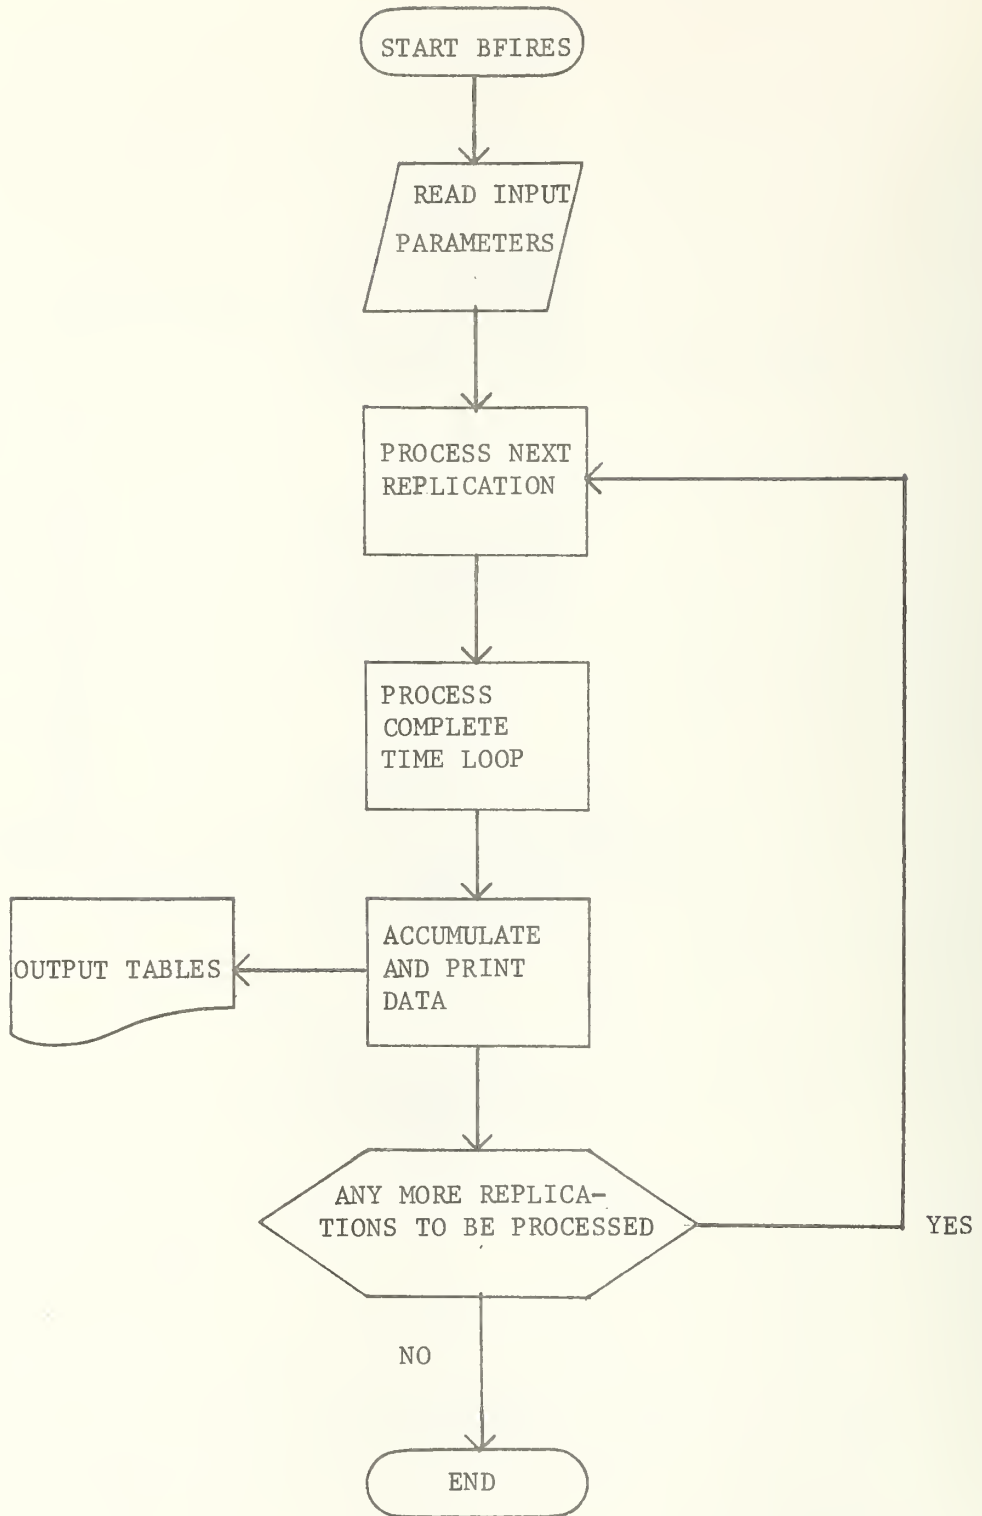 START BFIRES
READ INPUT
PARAMETERS
PROCESS NEXT
REPLICATION
PROCESS
COMPLETE
TIME LOOP
ACCUMULATE
AND PRINT
DATA
OUTPUT TABLES
ANY MORE REPLICA-
TIONS TO BE PROCESSED
YES
NO
END